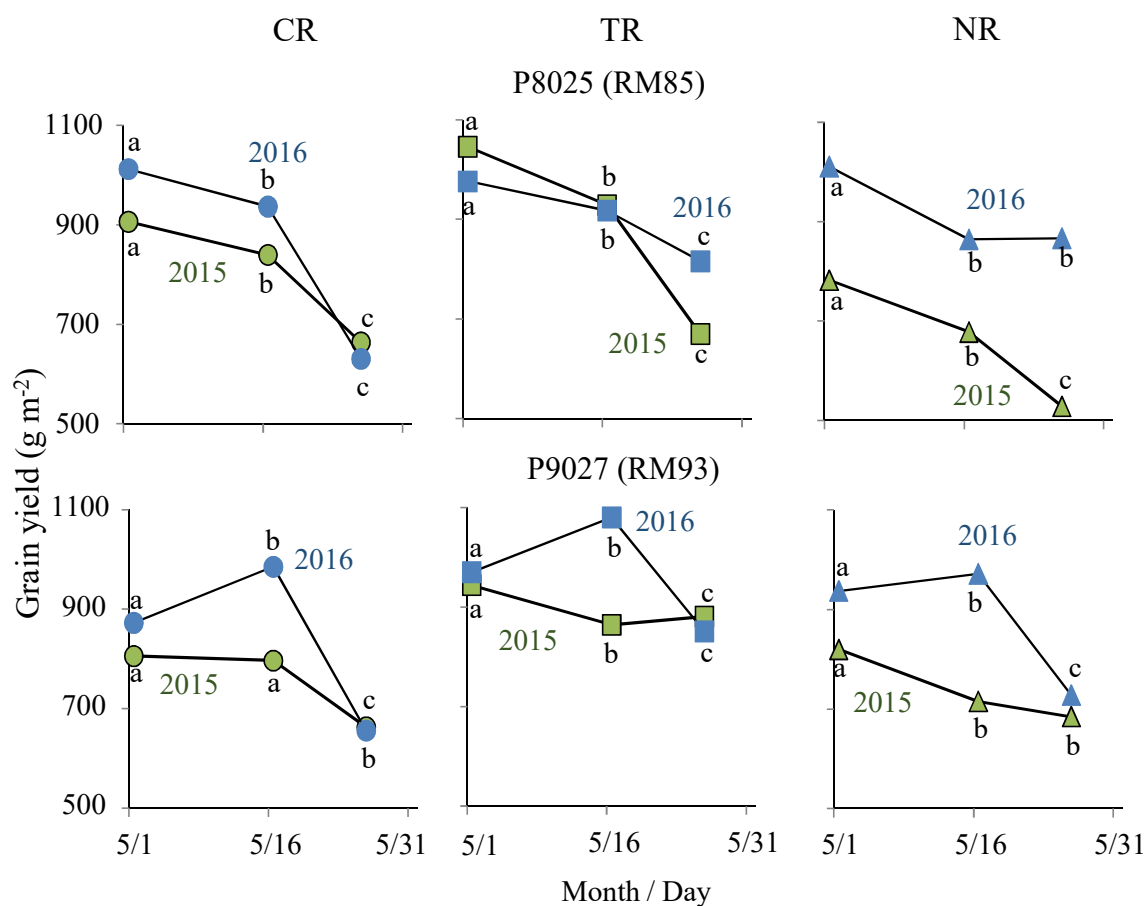 CR TR NR
P8025 (RM85)
1100
900
700
500
a
a
2016
b
2015
b
c
c
a
a
b
b
2016
c
2015
c
a
2016
b
b
a
b
2015
c
Grain yield (g m-2)
P9027 (RM93)
1100
900
700
500
a
a
b
2016
2015
a
c
b
a
a
2016
b
2015
b
c
c
a
a
2016
b
2015
b
c
b
5/1 5/16 5/31 5/1 5/16 5/31 5/1 5/16 5/31
Month / Day